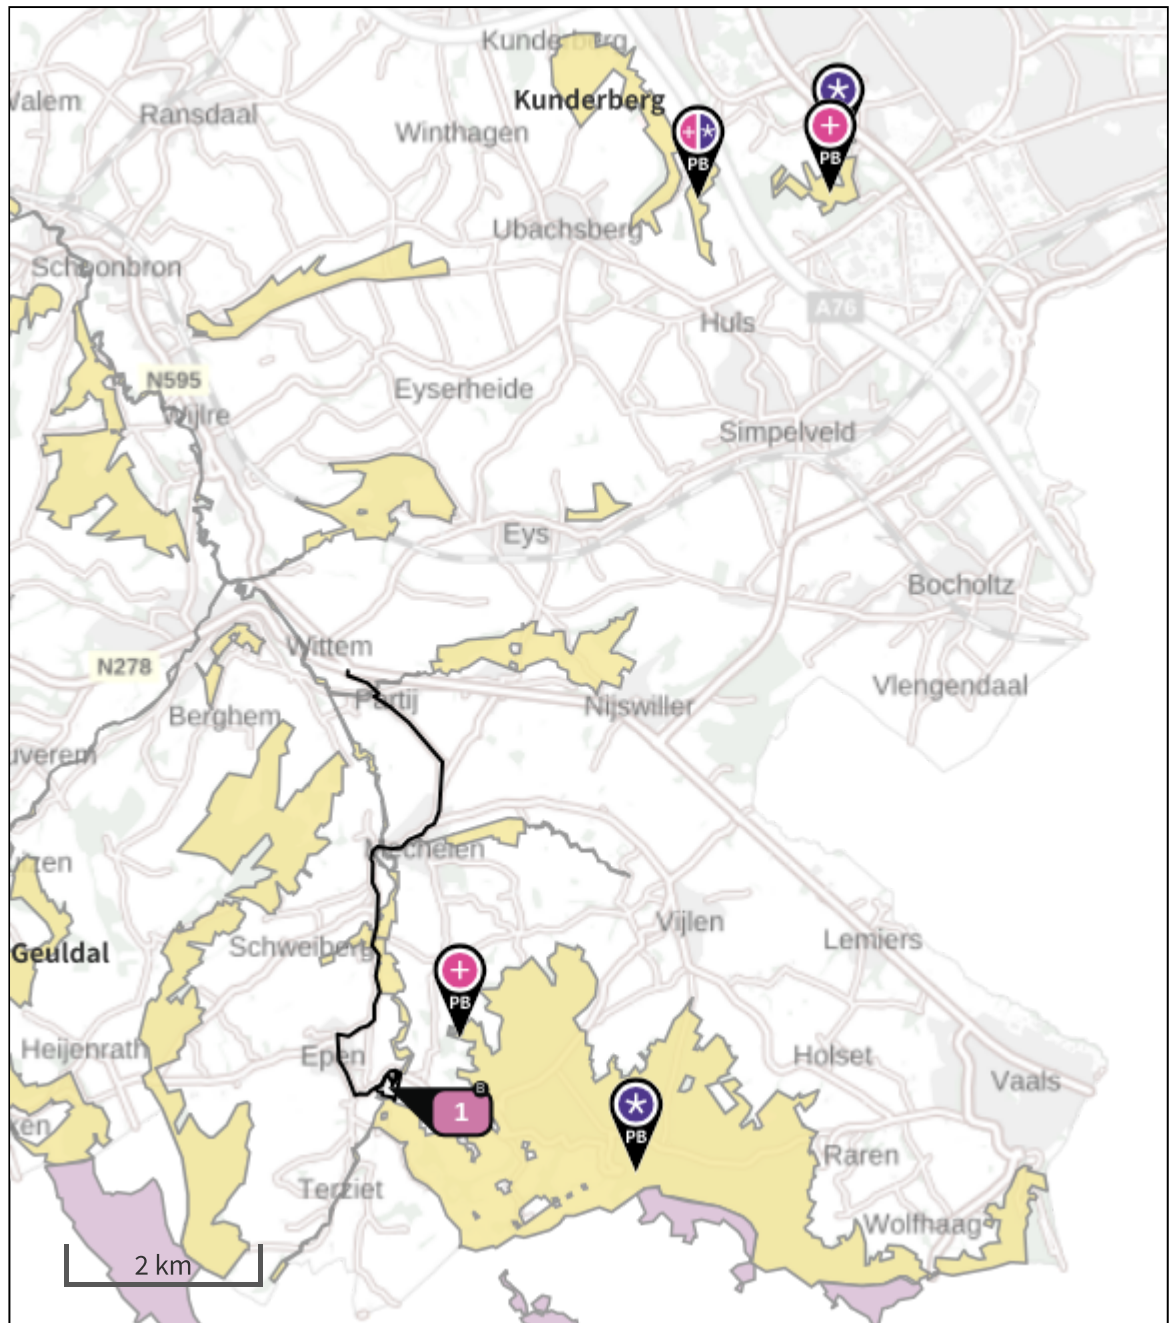 Kunderberg
Kunderberg
Walem
Ransdaal
Winthagen
PB
PB
Ubachsberg
Schoonbron
A76
Huls
N595
Eyserheide
Wijlre
Simpelveld
Eys
Bocholtz
Wittem
N278
Vlengendaal
Partij
Nijswiller
Berghem
Mechelen
Vijlen
Lemiers
Schweiberg
Geuldal
PB
Heijenrath
Epen
Holset
Vaals
B
1
PB
Raren
Terziet
Wolfhaag
2 km